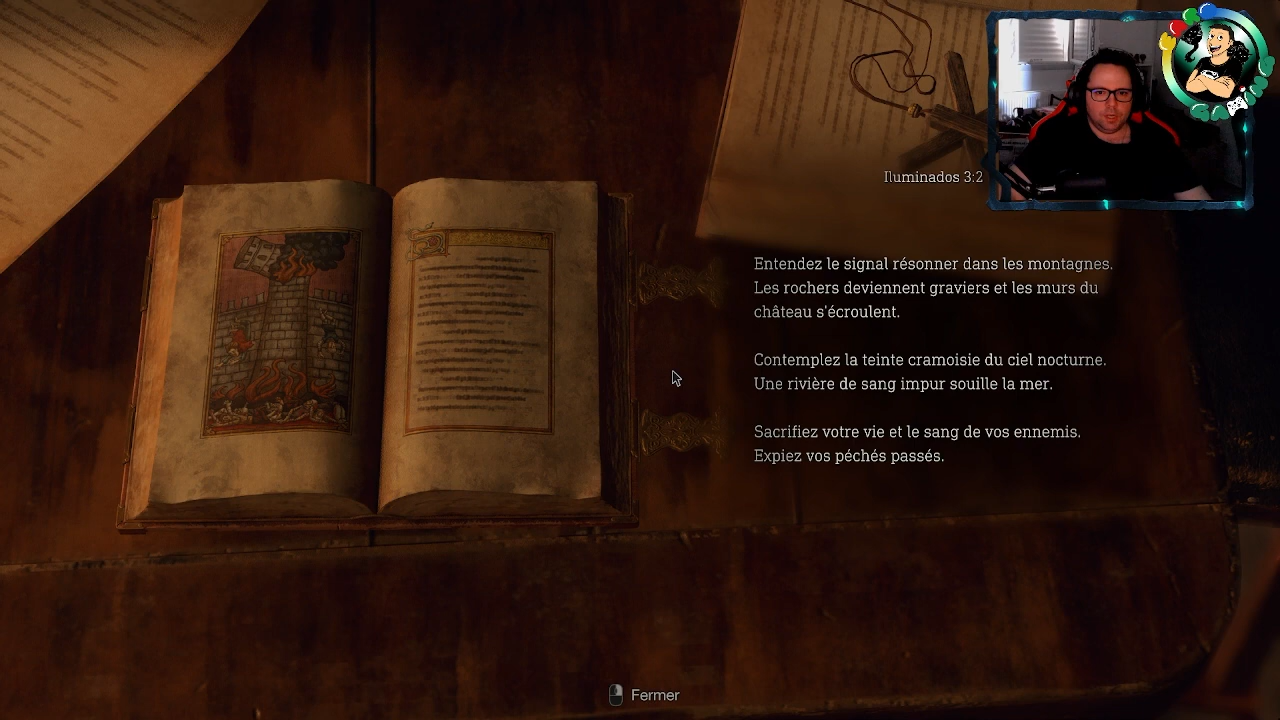 Iluminados 3:2
Entendez le signal résonner dans les montagnes.
Les rochers deviennent graviers et les murs du
château s'écroulent.
Contemplez la teinte cramoisie du ciel nocturne.
Une rivière de sang impur souille la mer.
Sacrifiez votre vie et le sang de vos ennemis.
Expiez vos péchés passés.
Fermer